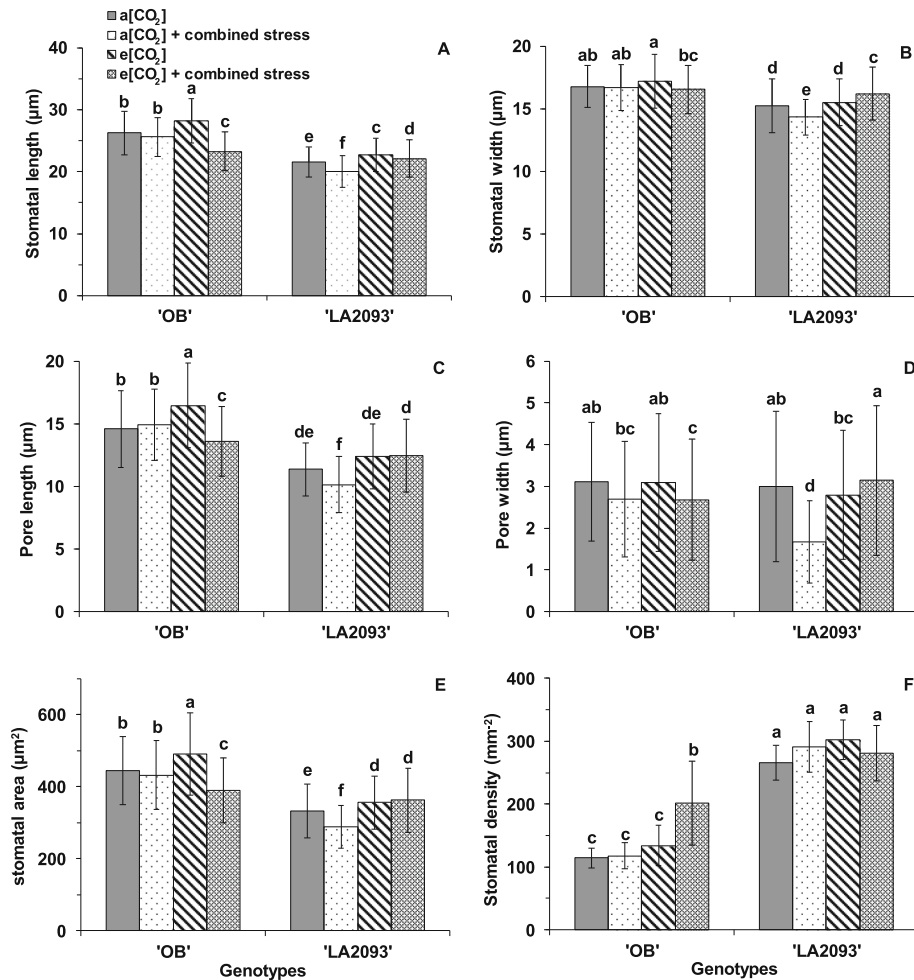 a[CO₂]
a[CO₂] + combined stress
e[CO₂]
e[CO₂] + combined stress
A
Stomatal length (µm)
40
30
20
10
0
b b a c
e f c d
'OB' 'LA2093'
B
Stomatal width (µm)
20
15
10
5
0
ab ab a bc
d e d c
'OB' 'LA2093'
C
Pore length (µm)
20
15
10
5
0
b b a c
de f de d
'OB' 'LA2093'
D
Pore width (µm)
6
5
4
3
2
1
0
ab bc ab c
ab d bc a
'OB' 'LA2093'
E
stomatal area (µm²)
600
400
200
0
b b a c
e f d d
'OB' 'LA2093'
Genotypes
F
Stomatal density (mm⁻²)
400
300
200
100
0
c c c b
a a a a
'OB' 'LA2093'
Genotypes